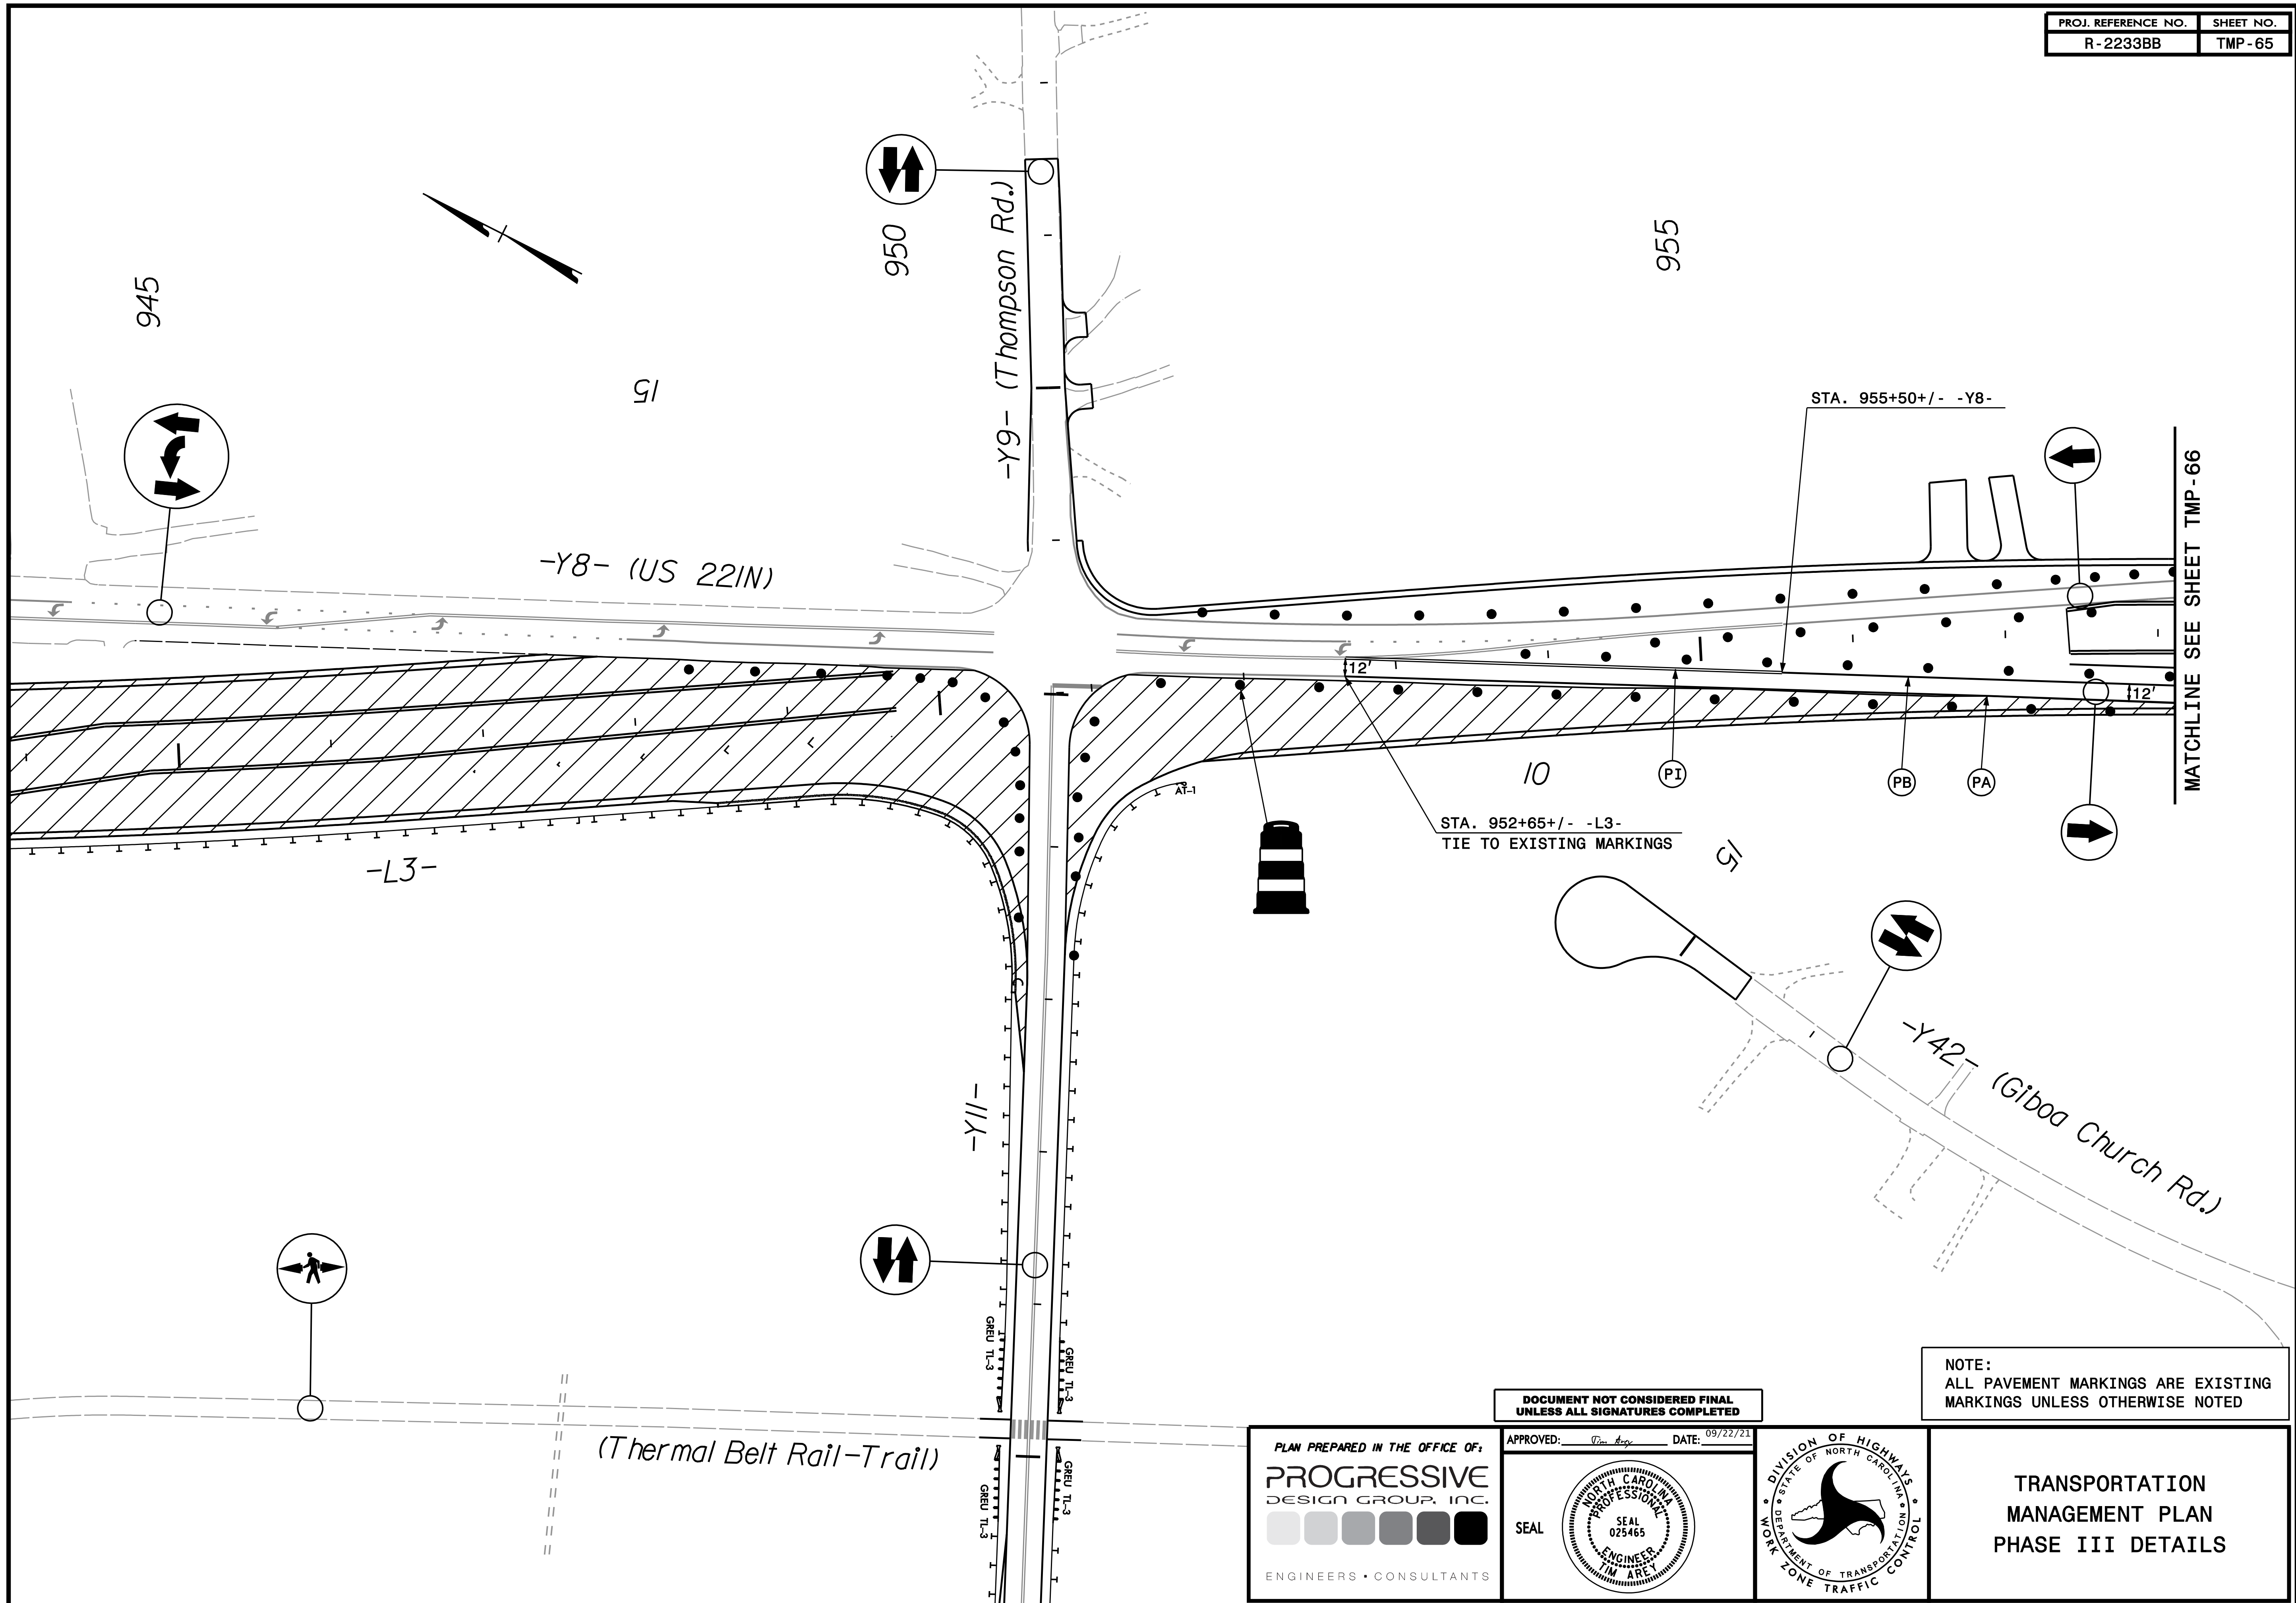 PROJ. REFERENCE NO. SHEET NO.
R-2233BB TMP-65
945
950
955
15
-Y9- (Thompson Rd.)
STA. 955+50+/- -Y8-
-Y8- (US 221N)
MATCHLINE SEE SHEET TMP-66
12'
12'
10
PI
PB
PA
AT-1
STA. 952+65+/- -L3-
TIE TO EXISTING MARKINGS
-L3-
15
C
-Y11-
-Y42- (Giboa Church Rd.)
GREU TL-3
GREU TL-3
GREU TL-3
GREU TL-3
(Thermal Belt Rail-Trail)
NOTE:
ALL PAVEMENT MARKINGS ARE EXISTING
MARKINGS UNLESS OTHERWISE NOTED
DOCUMENT NOT CONSIDERED FINAL
UNLESS ALL SIGNATURES COMPLETED
PLAN PREPARED IN THE OFFICE OF:
PROGRESSIVE
DESIGN GROUP, INC.
ENGINEERS • CONSULTANTS
APPROVED: Tim Arey DATE: 09/22/21
SEAL
NORTH CAROLINA
PROFESSIONAL
SEAL
025465
ENGINEER
TIM AREY
DIVISION OF HIGHWAYS
STATE OF NORTH CAROLINA
DEPARTMENT OF TRANSPORTATION
WORK ZONE TRAFFIC CONTROL
TRANSPORTATION
MANAGEMENT PLAN
PHASE III DETAILS